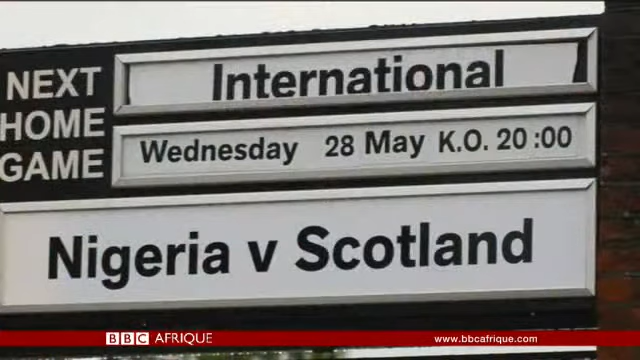 NEXT
HOME
GAME
International
Wednesday 28 May K.O. 20:00
Nigeria v Scotland
BBC AFRIQUE
www.bbcafrique.com